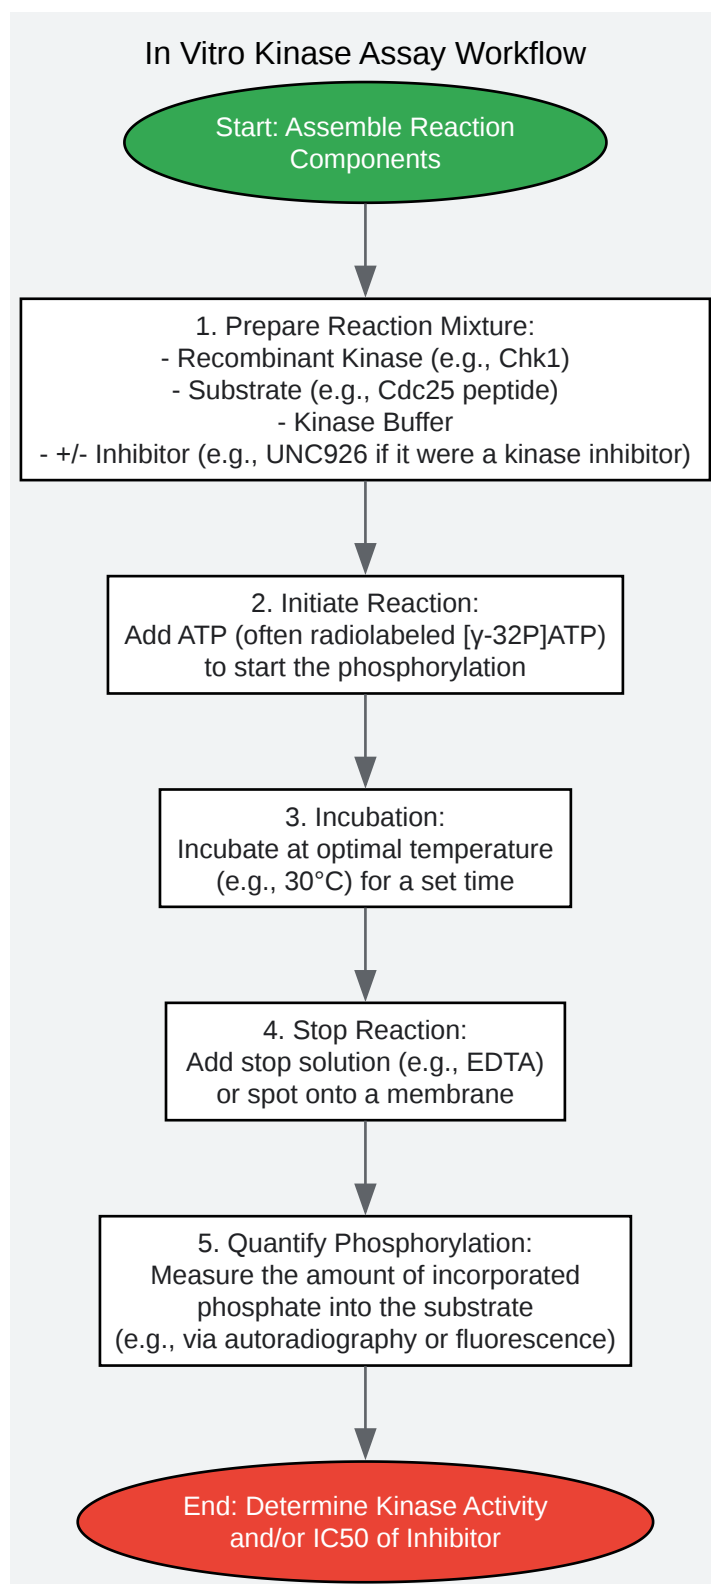 In Vitro Kinase Assay Workflow
Start: Assemble Reaction
Components
1. Prepare Reaction Mixture:
- Recombinant Kinase (e.g., Chk1)
- Substrate (e.g., Cdc25 peptide)
- Kinase Buffer
- +/- Inhibitor (e.g., UNC926 if it were a kinase inhibitor)
2. Initiate Reaction:
Add ATP (often radiolabeled [γ-32P]ATP)
to start the phosphorylation
3. Incubation:
Incubate at optimal temperature
(e.g., 30°C) for a set time
4. Stop Reaction:
Add stop solution (e.g., EDTA)
or spot onto a membrane
5. Quantify Phosphorylation:
Measure the amount of incorporated
phosphate into the substrate
(e.g., via autoradiography or fluorescence)
End: Determine Kinase Activity
and/or IC50 of Inhibitor